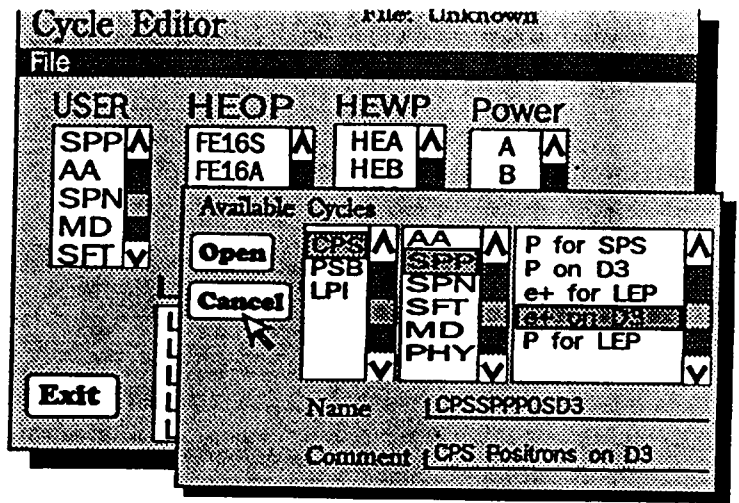 Cycle Editor
File: Unknown
File
USER HEOP HEWP Power
SPP FE16S HEA A
AA FE16A HEB B
SPN
MD
SFT
Available Cycles
Open
Cancel
CPS
PSB
LPI
AA
SPP
SPN
SFT
MD
PHY
P for SPS
P on D3
e+ for LEP
e+ on D3
P for LEP
Exit
Name CPSSPPPOSD3
Comment CPS Positrons on D3